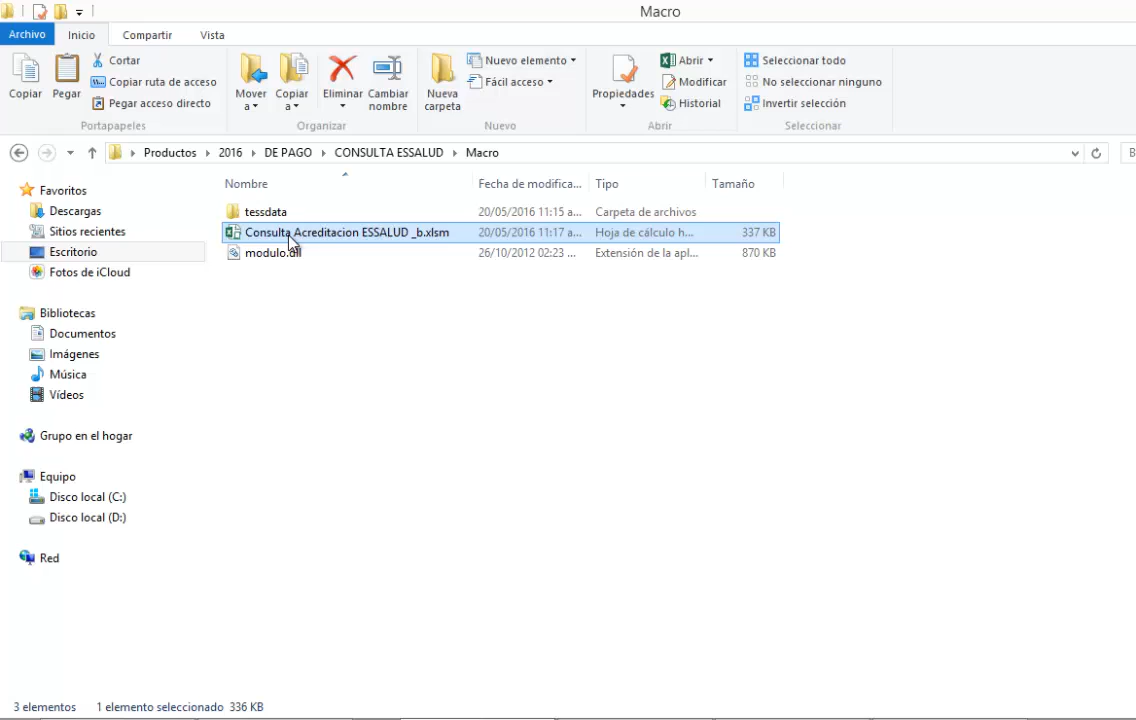 Macro
Archivo Inicio Compartir Vista
Copiar
Pegar
Cortar
Copiar ruta de acceso
Pegar acceso directo
Portapapeles
Mover a
Copiar a
Eliminar
Cambiar nombre
Organizar
Nueva carpeta
Nuevo elemento
Fácil acceso
Nuevo
Propiedades
Abrir
Modificar
Historial
Abrir
Seleccionar todo
No seleccionar ninguno
Invertir selección
Seleccionar
Productos 2016 DE PAGO CONSULTA ESSALUD Macro B
Nombre Fecha de modifica... Tipo Tamaño
tessdata 20/05/2016 11:15 a... Carpeta de archivos
Consulta Acreditacion ESSALUD _b.xlsm 20/05/2016 11:17 a... Hoja de cálculo h... 337 KB
modulo.dll 26/10/2012 02:23 ... Extensión de la apl... 870 KB
Favoritos
Descargas
Sitios recientes
Escritorio
Fotos de iCloud
Bibliotecas
Documentos
Imágenes
Música
Vídeos
Grupo en el hogar
Equipo
Disco local (C:)
Disco local (D:)
Red
3 elementos 1 elemento seleccionado 336 KB